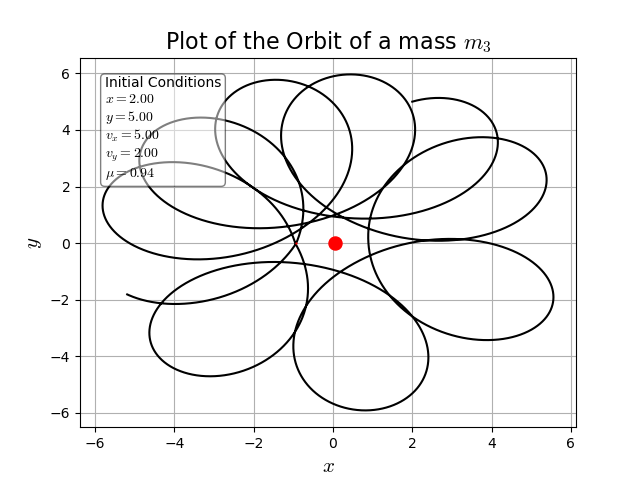 Plot of the Orbit of a mass m₃
Initial Conditions
x = 2.00
y = 5.00
vₓ = 5.00
v_y = 2.00
μ = 0.94
6
4
2
0
−2
−4
−6
y
−6 −4 −2 0 2 4 6
x